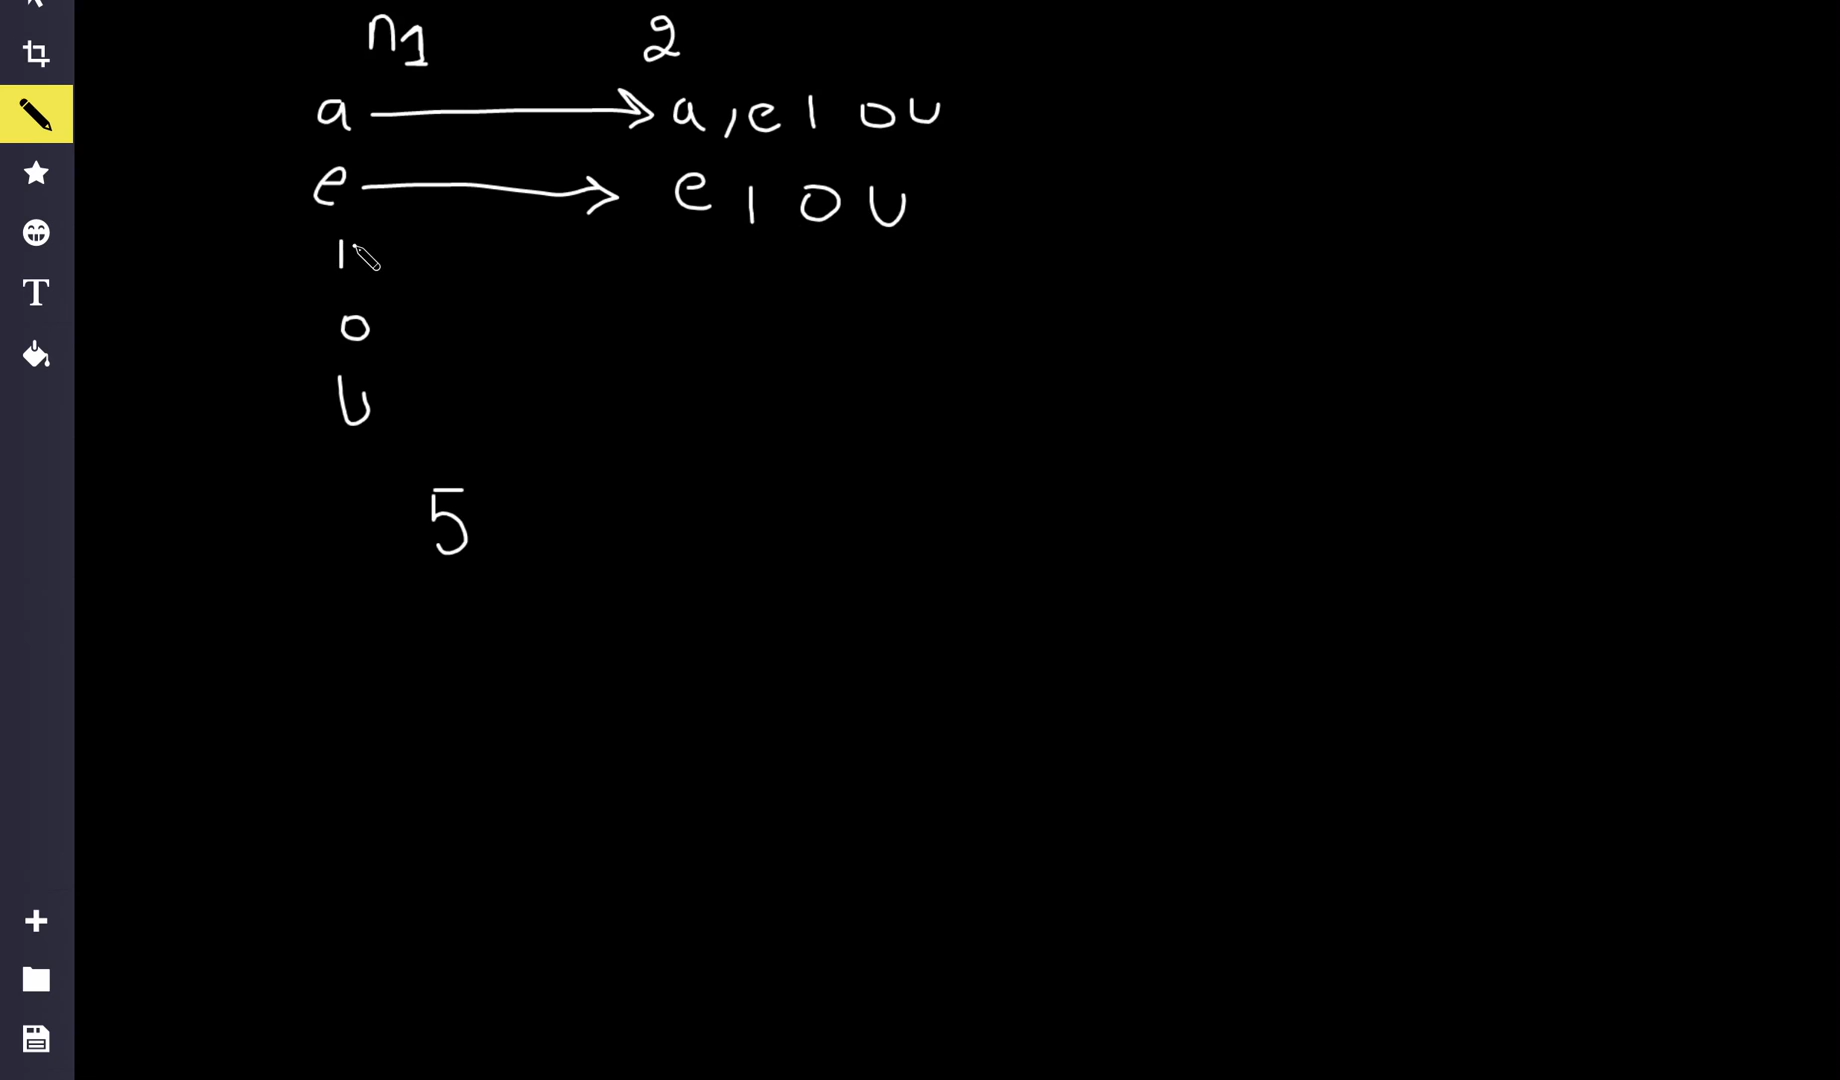 n1 2
a → a, e I o u
e → e I o u
I
o
u
5
T